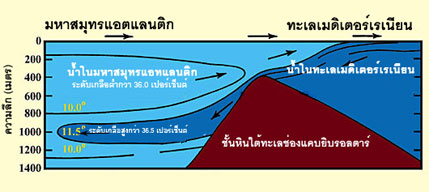 มหาสมุทรแอตแลนติก
ทะเลเมดิเตอร์เรเนียน
0
200
400
600
800
1000
1200
1400
ความลึก (เมตร)
น้ำในมหาสมุทรแอทแลนติก
ระดับเกลือต่ำกว่า 36.0 เปอร์เซ็นต์
น้ำในทะเลเมดิเตอร์เรเนียน
10.0°
11.5° ระดับเกลือสูงกว่า 36.5 เปอร์เซ็นต์
10.0°
ชั้นหินใต้ทะเลช่องแคบยิบรอลตาร์